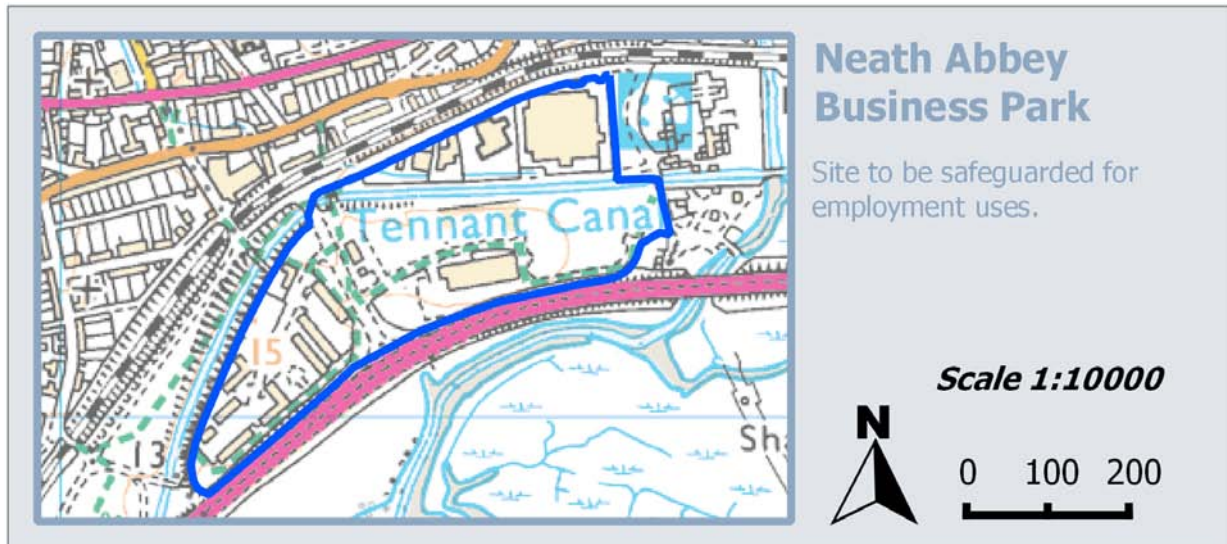 Neath Abbey
Business Park
Site to be safeguarded for
employment uses.
Tennant Canal
15
13
Sha
Scale 1:10000
N
0 100 200